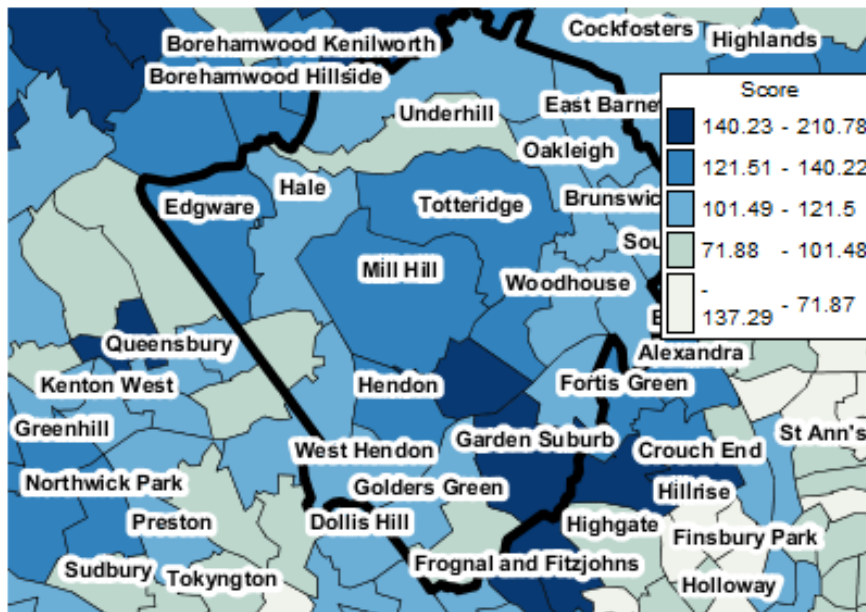 Cockfosters
Highlands
Borehamwood Kenilworth
Borehamwood Hillside
Score
140.23 - 210.78
121.51 - 140.22
101.49 - 121.5
71.88 - 101.48
-
137.29 - 71.87
Underhill
East Barnet
Oakleigh
Hale
Edgware
Totteridge
Brunswic
Sou
Mill Hill
Woodhouse
Queensbury
Alexandra
Kenton West
Hendon
Fortis Green
Greenhill
West Hendon
Garden Suburb
Crouch End
St Ann's
Northwick Park
Golders Green
Hillrise
Preston
Dollis Hill
Highgate
Finsbury Park
Sudbury
Tokyngton
Frognal and Fitzjohns
Holloway